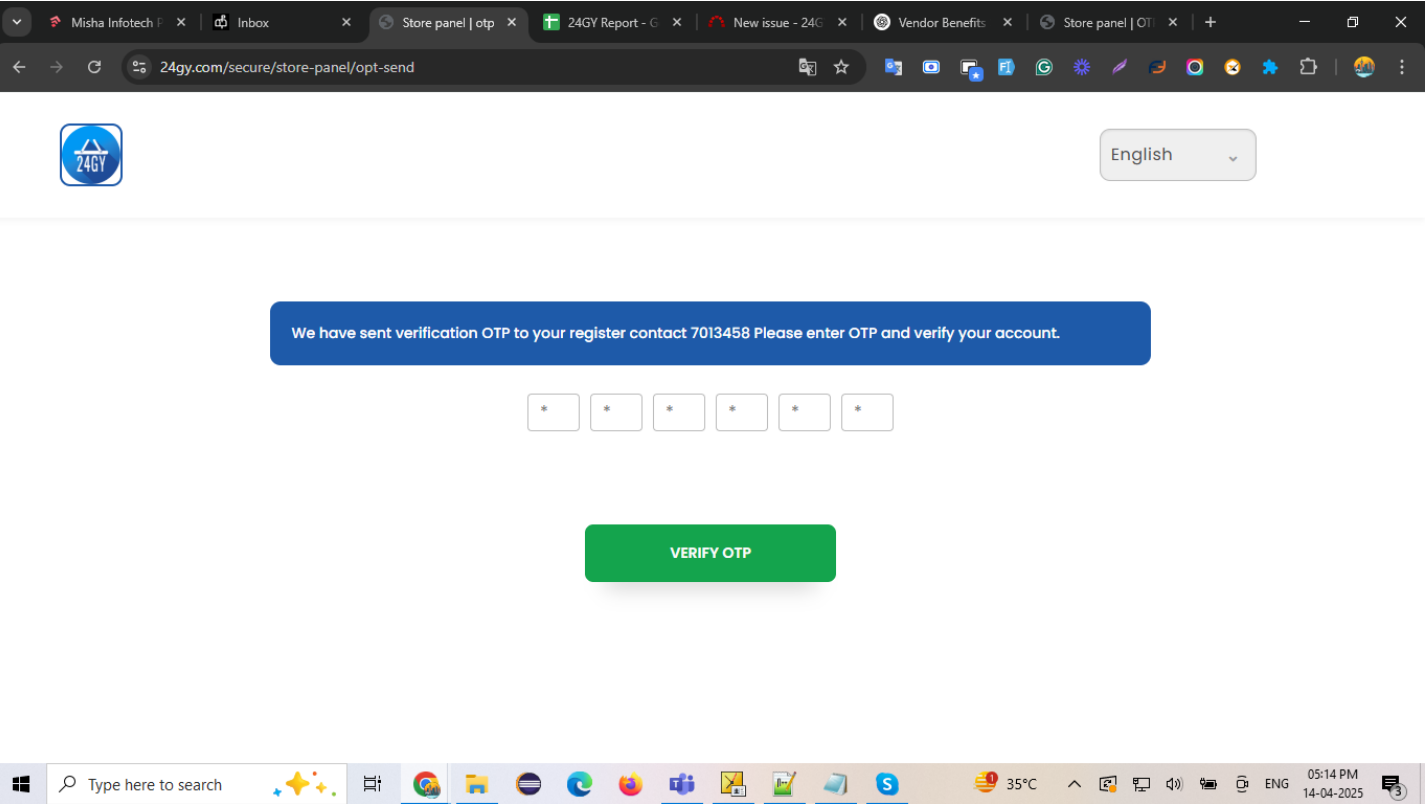 Misha Infotech P
Inbox
Store panel | otp
24GY Report - G
New issue - 24G
Vendor Benefits
Store panel | OT
24gy.com/secure/store-panel/opt-send
24GY
English
We have sent verification OTP to your register contact 7013458 Please enter OTP and verify your account.
* * * * * *
VERIFY OTP
Type here to search
1
35°C
ENG
05:14 PM
14-04-2025
3